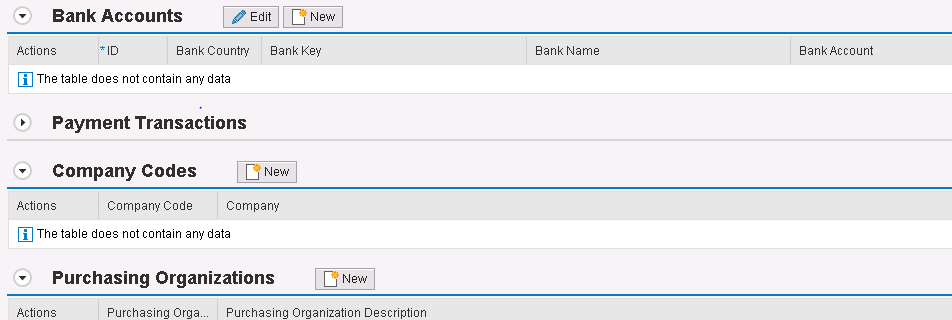 Bank Accounts Edit New
Actions *ID Bank Country Bank Key Bank Name Bank Account
The table does not contain any data
Payment Transactions
Company Codes New
Actions Company Code Company
The table does not contain any data
Purchasing Organizations New
Actions Purchasing Orga... Purchasing Organization Description